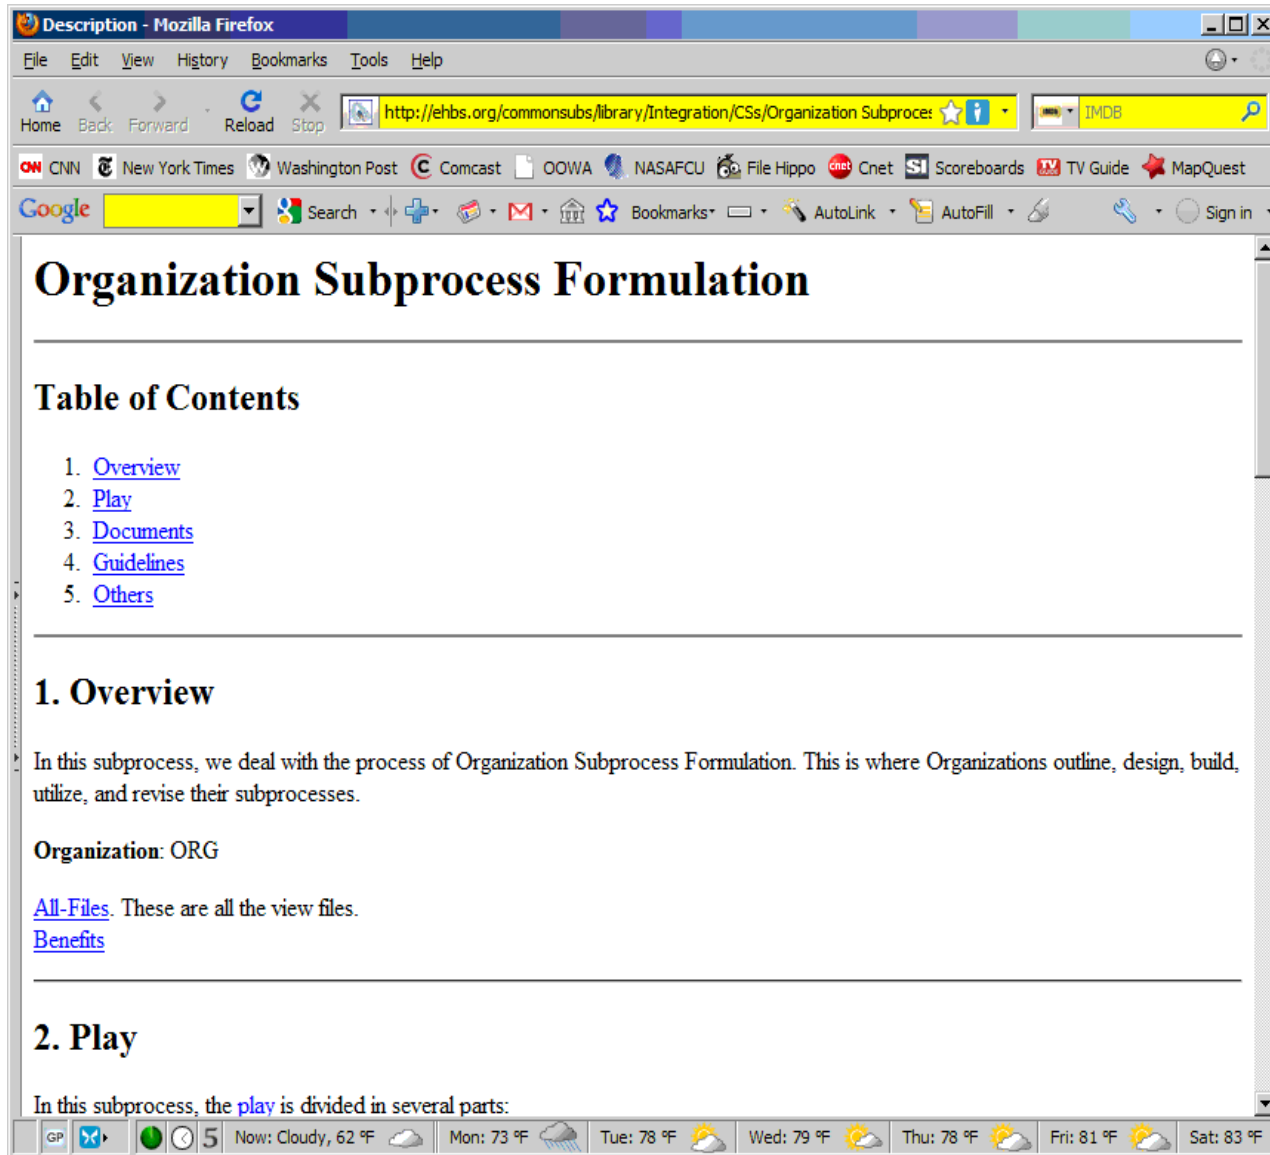 Description - Mozilla Firefox
File Edit View History Bookmarks Tools Help
Home Back Forward Reload Stop http://ehbs.org/commonsubs/library/Integration/CSs/Organization Subproces IMDB
CNN New York Times Washington Post Comcast OOWA NASAFCU File Hippo Cnet Scoreboards TV Guide MapQuest
Google Search Bookmarks AutoLink AutoFill Sign in
Organization Subprocess Formulation
Table of Contents
1. Overview
2. Play
3. Documents
4. Guidelines
5. Others
1. Overview
In this subprocess, we deal with the process of Organization Subprocess Formulation. This is where Organizations outline, design, build,
utilize, and revise their subprocesses.
Organization: ORG
All-Files. These are all the view files.
Benefits
2. Play
In this subprocess, the play is divided in several parts:
GP 5 Now: Cloudy, 62 °F Mon: 73 °F Tue: 78 °F Wed: 79 °F Thu: 78 °F Fri: 81 °F Sat: 83 °F